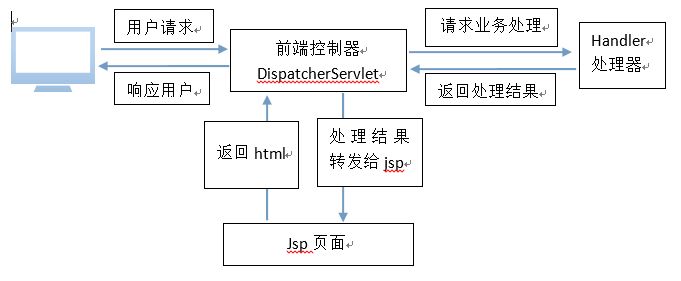 用户请求
响应用户
前端控制器
DispatcherServlet
请求业务处理
返回处理结果
Handler
处理器
返回 html
处理结果
转发给 jsp
Jsp 页面